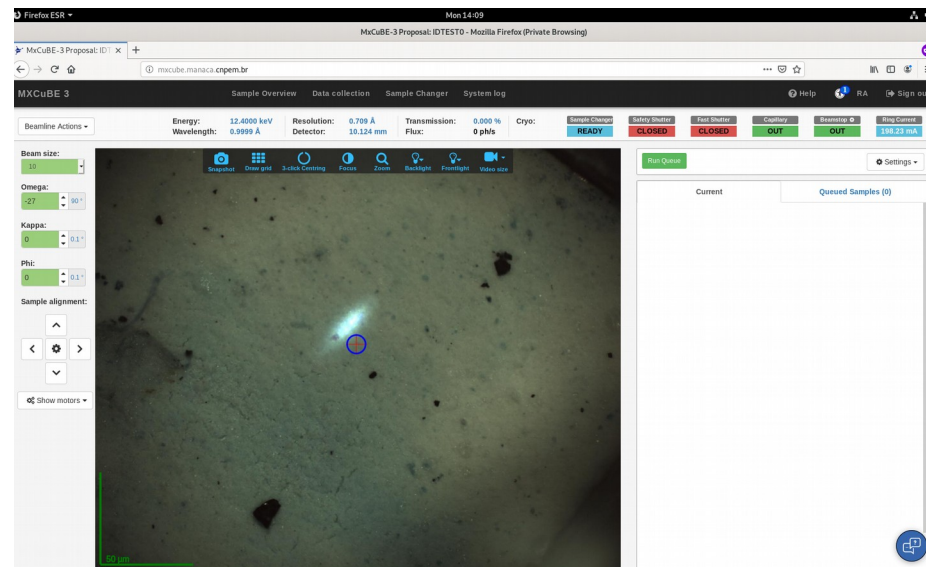 Firefox ESR
Mon 14:09
MxCuBE-3 Proposal: IDTEST0 - Mozilla Firefox (Private Browsing)
MxCuBE-3 Proposal: ID
mxcube.manaca.cnpem.br
MXCuBE 3
Sample Overview
Data collection
Sample Changer
System log
Help
1
RA
Sign ou
Beamline Actions
Energy: 12.4000 keV
Wavelength: 0.9999 Å
Resolution: 0.709 Å
Detector: 10.124 mm
Transmission: 0.000 %
Flux: 0 ph/s
Cryo:
Sample Changer
READY
Safety Shutter
CLOSED
Fast Shutter
CLOSED
Capillary
OUT
Beamstop
OUT
Ring Current
198.23 mA
Beam size:
10
Omega:
-27 90 °
Kappa:
0 0.1 °
Phi:
0 0.1 °
Sample alignment:
Show motors
Snapshot
Draw grid
3-click Centring
Focus
Zoom
Backlight
Frontlight
Video size
50 µm
Run Queue
Settings
Current
Queued Samples (0)